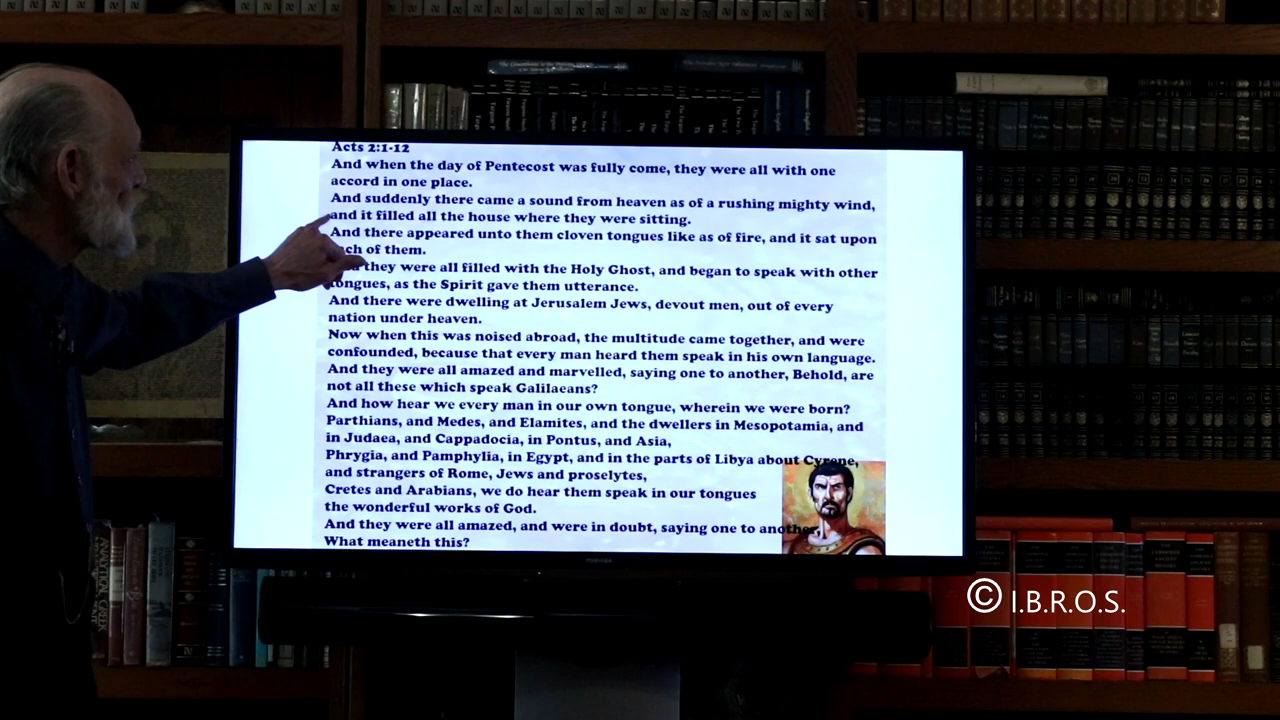 Acts 2:1-12
And when the day of Pentecost was fully come, they were all with one
accord in one place.
And suddenly there came a sound from heaven as of a rushing mighty wind,
and it filled all the house where they were sitting.
And there appeared unto them cloven tongues like as of fire, and it sat upon
of them.
they were all filled with the Holy Ghost, and began to speak with other
tongues, as the Spirit gave them utterance.
And there were dwelling at Jerusalem Jews, devout men, out of every
nation under heaven.
Now when this was noised abroad, the multitude came together, and were
confounded, because that every man heard them speak in his own language.
And they were all amazed and marvelled, saying one to another, Behold, are
not all these which speak Galilaeans?
And how hear we every man in our own tongue, wherein we were born?
Parthians, and Medes, and Elamites, and the dwellers in Mesopotamia, and
in Judaea, and Cappadocia, in Pontus, and Asia,
Phrygia, and Pamphylia, in Egypt, and in the parts of Libya about Cyrene,
and strangers of Rome, Jews and proselytes,
Cretes and Arabians, we do hear them speak in our tongues
the wonderful works of God.
And they were all amazed, and were in doubt, saying one to another,
What meaneth this?
TOSHIBA
ANALYTICAL GREEK
© I.B.R.O.S.